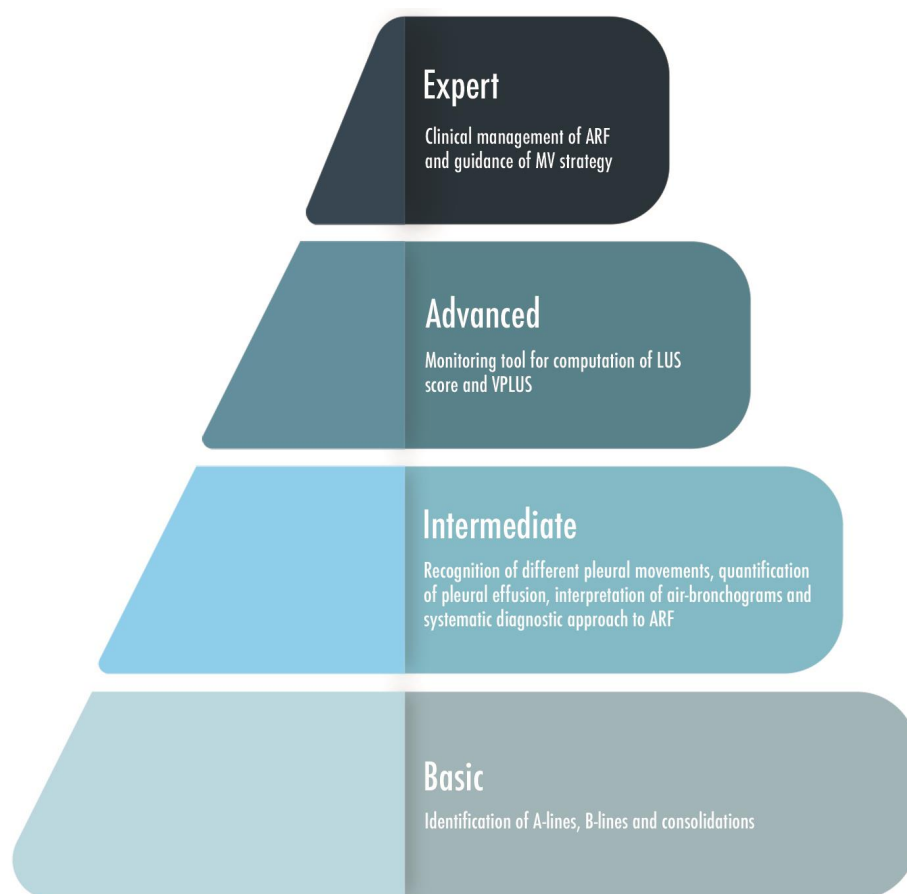 Expert
Clinical management of ARF
and guidance of MV strategy
Advanced
Monitoring tool for computation of LUS
score and VPLUS
Intermediate
Recognition of different pleural movements, quantification
of pleural effusion, interpretation of air-bronchograms and
systematic diagnostic approach to ARF
Basic
Identification of A-lines, B-lines and consolidations